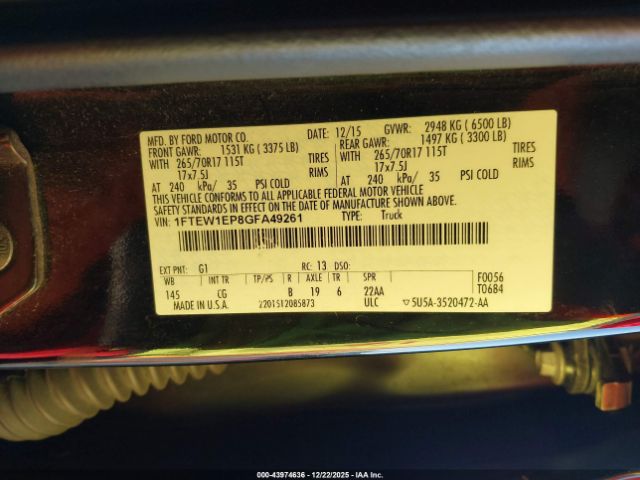 MFD. BY FORD MOTOR CO.
DATE: 12/15 GVWR: 2948 KG ( 6500 LB)
FRONT GAWR: 1531 KG ( 3375 LB) REAR GAWR: 1497 KG ( 3300 LB)
WITH 265/70R17 115T TIRES WITH 265/70R17 115T TIRES
17x7.5J RIMS 17x7.5J RIMS
AT 240 kPa/ 35 PSI COLD AT 240 kPa/ 35 PSI COLD
THIS VEHICLE CONFORMS TO ALL APPLICABLE FEDERAL MOTOR VEHICLE
SAFETY STANDARDS IN EFFECT ON THE DATE OF MANUFACTURE SHOWN ABOVE.
VIN: 1FTEW1EP8GFA49261 TYPE: Truck
EXT PNT: G1 RC: 13 DSO:
WB INT TR TP/PS R AXLE TR SPR F0056
145 CG B 19 6 22AA T0684
MADE IN U.S.A. 2201512085873 ULC 5U5A-3520472-AA
000-43974636 - 12/22/2025 - IAAI, Inc.